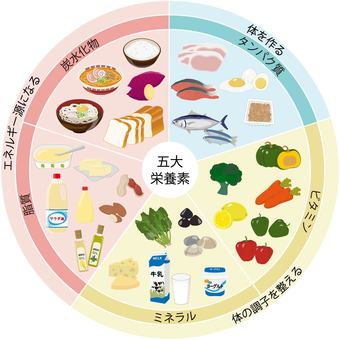 五大
栄養素
炭水化物
エネルギー源になる
脂質
体を作る
タンパク質
ビタミン
体の調子を整える
ミネラル
サラダ油
牛乳
ヨーグルト